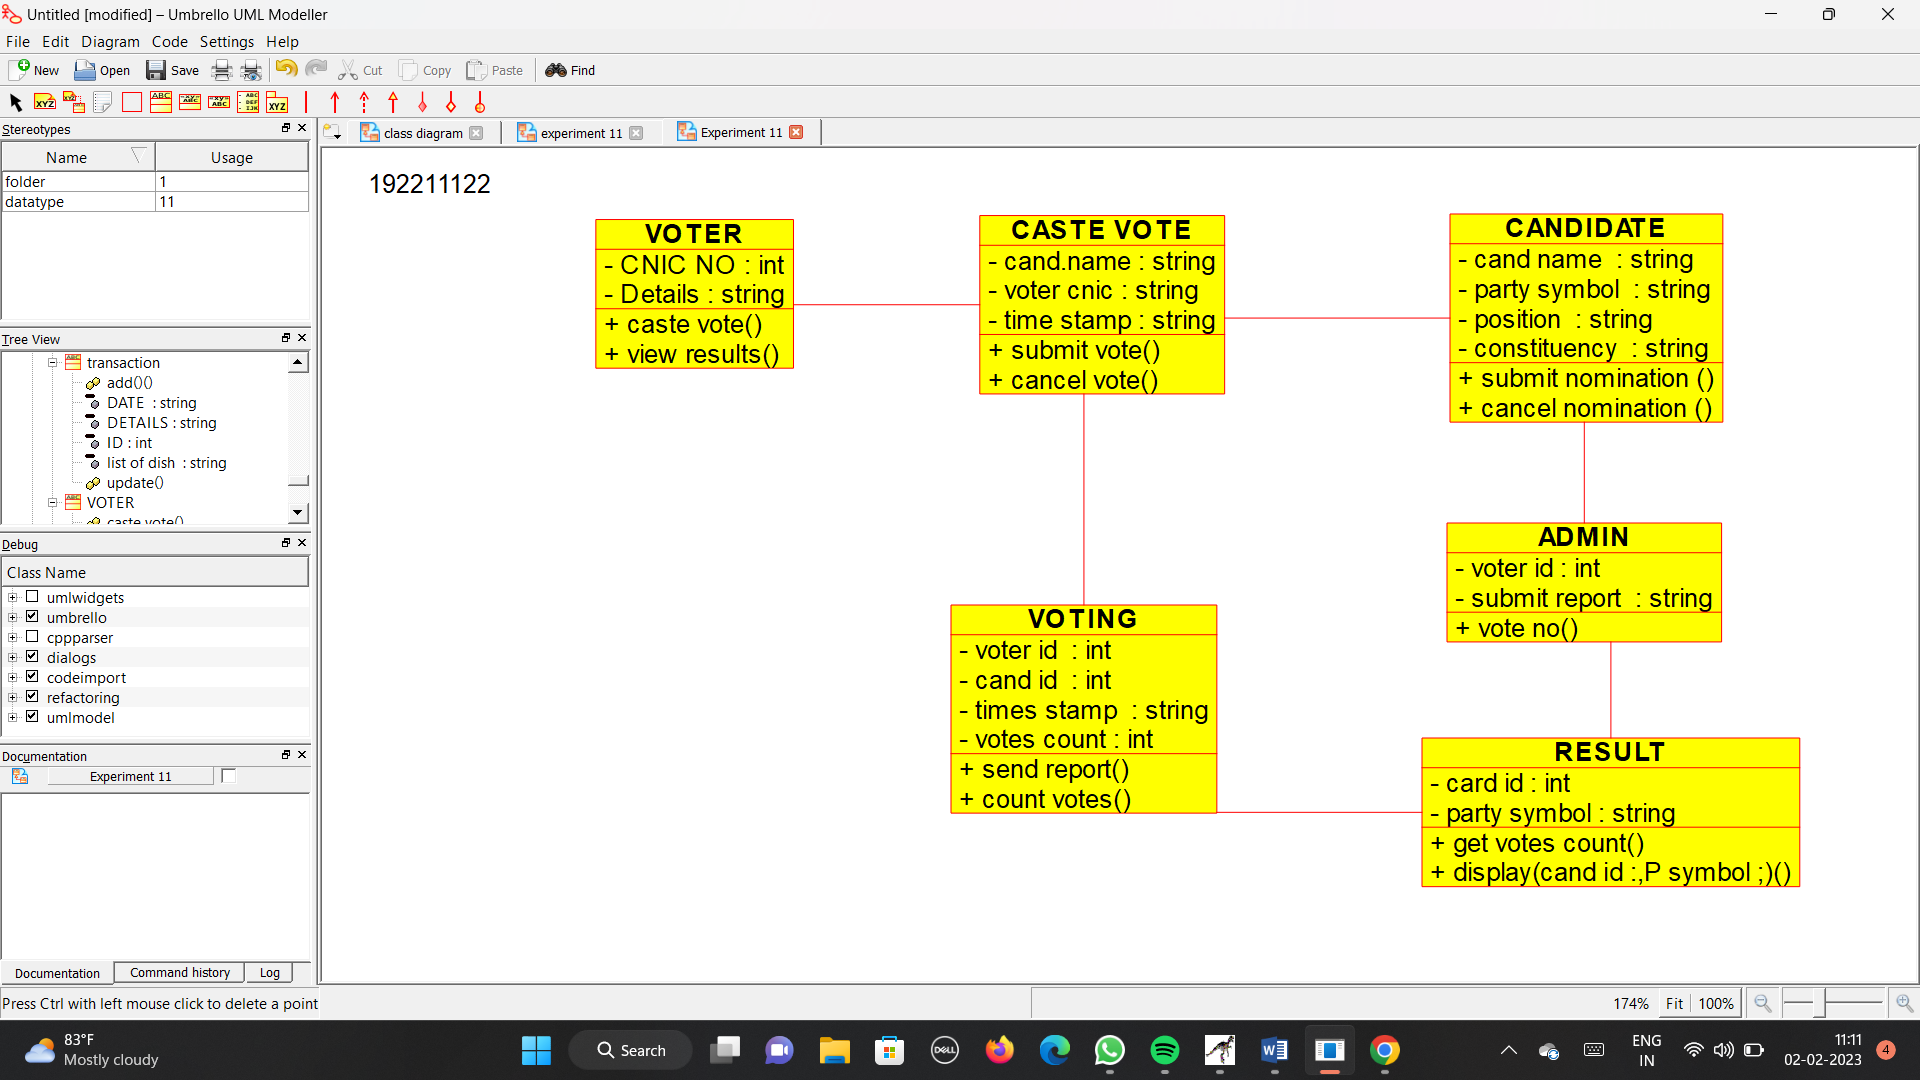 Untitled [modified] – Umbrello UML Modeller
File Edit Diagram Code Settings Help
New Open Save Cut Copy Paste Find
Stereotypes
Name Usage
folder 1
datatype 11
Tree View
transaction
add()()
DATE : string
DETAILS : string
ID : int
list of dish : string
update()
VOTER
caste vote()
Debug
Class Name
umlwidgets
umbrello
cppparser
dialogs
codeimport
refactoring
umlmodel
Documentation
Experiment 11
Documentation Command history Log
Press Ctrl with left mouse click to delete a point
class diagram experiment 11 Experiment 11
192211122
VOTER
- CNIC NO : int
- Details : string
+ caste vote()
+ view results()
CASTE VOTE
- cand.name : string
- voter cnic : string
- time stamp : string
+ submit vote()
+ cancel vote()
CANDIDATE
- cand name : string
- party symbol : string
- position : string
- constituency : string
+ submit nomination ()
+ cancel nomination ()
ADMIN
- voter id : int
- submit report : string
+ vote no()
VOTING
- voter id : int
- cand id : int
- times stamp : string
- votes count : int
+ send report()
+ count votes()
RESULT
- card id : int
- party symbol : string
+ get votes count()
+ display(cand id :,P symbol ;)()
174% Fit 100%
83°F
Mostly cloudy
Search
DELL
ENG
IN
11:11
02-02-2023
4